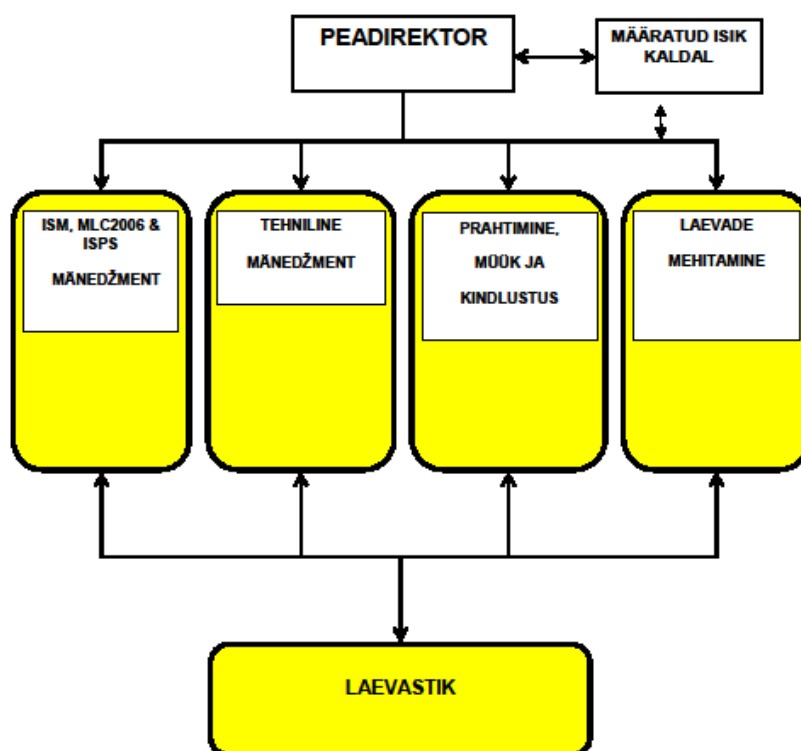 PEADIREKTOR
MÄÄRATUD ISIK
KALDAL
ISM, MLC2006 &
ISPS
MÄNEDŽMENT
TEHNILINE
MÄNEDŽMENT
PRAHTIMINE,
MÜÜK JA
KINDLUSTUS
LAEVADE
MEHITAMINE
LAEVASTIK